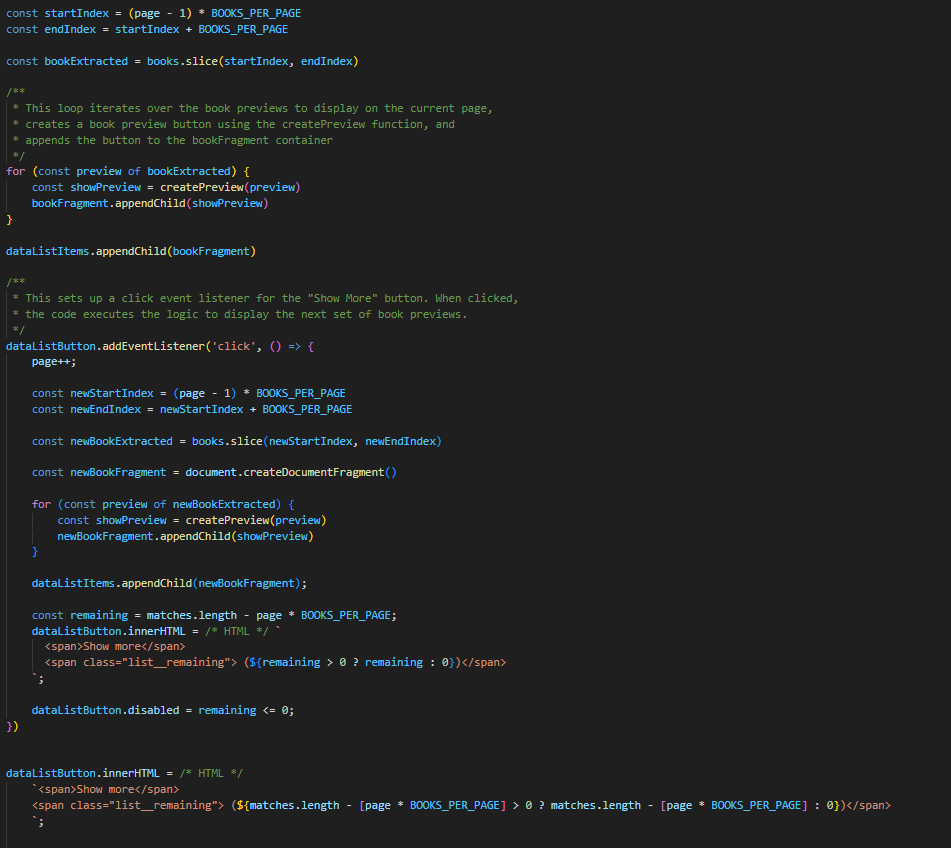 const startIndex = (page - 1) * BOOKS_PER_PAGE
const endIndex = startIndex + BOOKS_PER_PAGE

const bookExtracted = books.slice(startIndex, endIndex)

/**
 * This loop iterates over the book previews to display on the current page,
 * creates a book preview button using the createPreview function, and
 * appends the button to the bookFragment container
 */
for (const preview of bookExtracted) {
    const showPreview = createPreview(preview)
    bookFragment.appendChild(showPreview)
}

dataListItems.appendChild(bookFragment)

/**
 * This sets up a click event listener for the "Show More" button. When clicked,
 * the code executes the logic to display the next set of book previews.
 */
dataListButton.addEventListener('click', () => {
    page++;

    const newStartIndex = (page - 1) * BOOKS_PER_PAGE
    const newEndIndex = newStartIndex + BOOKS_PER_PAGE

    const newBookExtracted = books.slice(newStartIndex, newEndIndex)

    const newBookFragment = document.createDocumentFragment()

    for (const preview of newBookExtracted) {
        const showPreview = createPreview(preview)
        newBookFragment.appendChild(showPreview)
    }

    dataListItems.appendChild(newBookFragment);

    const remaining = matches.length - page * BOOKS_PER_PAGE;
    dataListButton.innerHTML = /* HTML */ `
      <span>Show more</span>
      <span class="list__remaining"> (${remaining > 0 ? remaining : 0})</span>
    `;

    dataListButton.disabled = remaining <= 0;
})


dataListButton.innerHTML = /* HTML */
    `<span>Show more</span>
    <span class="list__remaining"> (${matches.length - [page * BOOKS_PER_PAGE] > 0 ? matches.length - [page * BOOKS_PER_PAGE] : 0})</span>
    `;